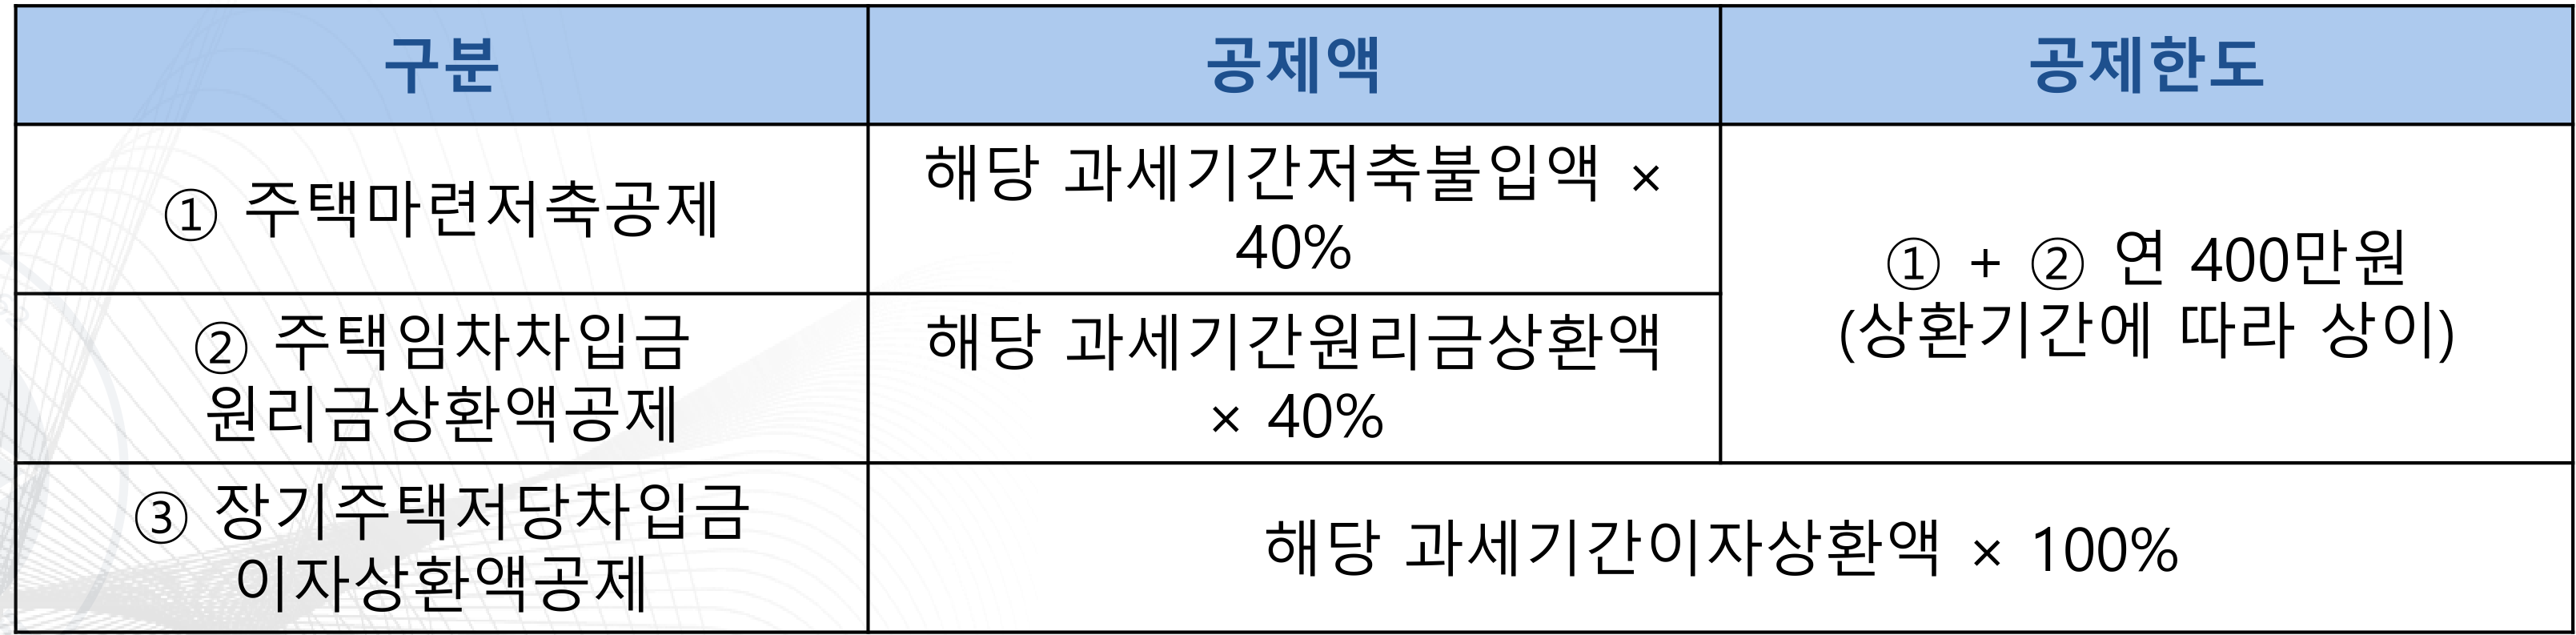 구분
공제액
공제한도
① 주택마련저축공제
해당 과세기간저축불입액 ×
40%
① + ② 연 400만원
(상환기간에 따라 상이)
② 주택임차차입금
원리금상환액공제
해당 과세기간원리금상환액
× 40%
③ 장기주택저당차입금
이자상환액공제
해당 과세기간이자상환액 × 100%